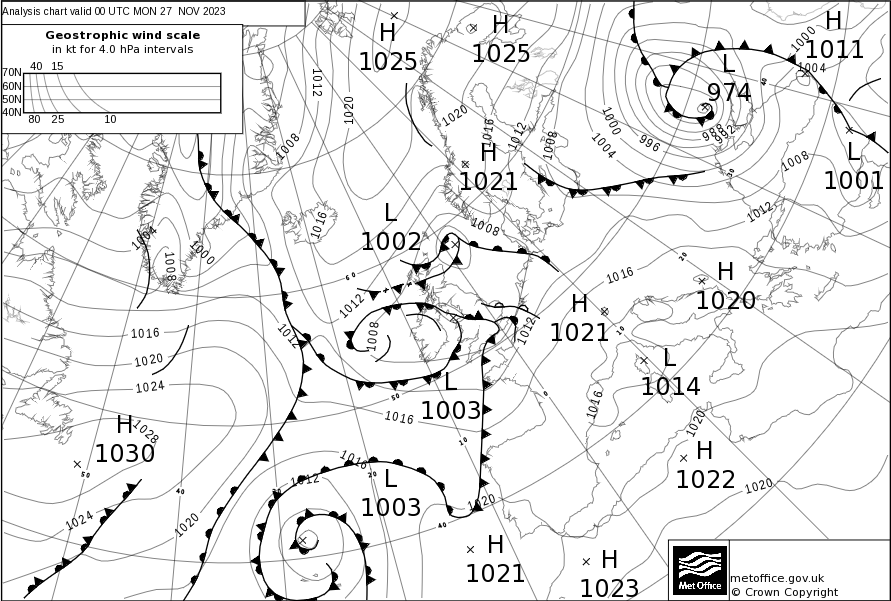 Analysis chart valid 00 UTC MON 27 NOV 2023
Geostrophic wind scale
in kt for 4.0 hPa intervals
40 15
70N
60N
50N
40N
80 25 10
H
1025
H
1025
H
1011
L
974
H
1021
L
1001
L
1002
H
1020
H
1021
L
1014
L
1003
H
1030
H
1022
L
1003
H
1021
H
1023
1012
1020
1008
1020
1016
1012
1008
1000
1004
996
988
992
1000
1004
1008
1012
1016
1004
1008
1000
1016
1008
1012
1012
1008
1012
1016
1020
1024
1028
1016
1016
1020
1016
1012
1020
1020
1024
1020
60
50
40
30
20
10
0
10
20
30
40
50
40
Met Office
metoffice.gov.uk
© Crown Copyright